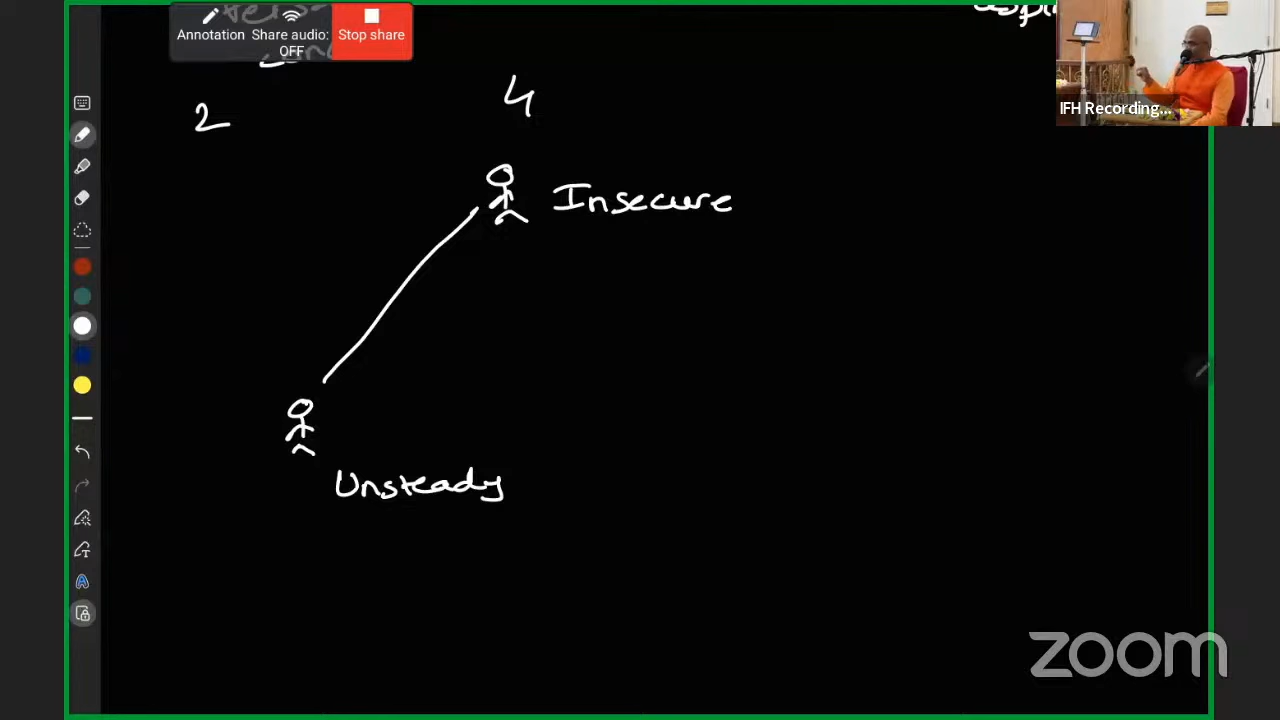 Annotation
Share audio: OFF
Stop share
IFH Recording...
2
4
Insecure
Unsteady
zoom